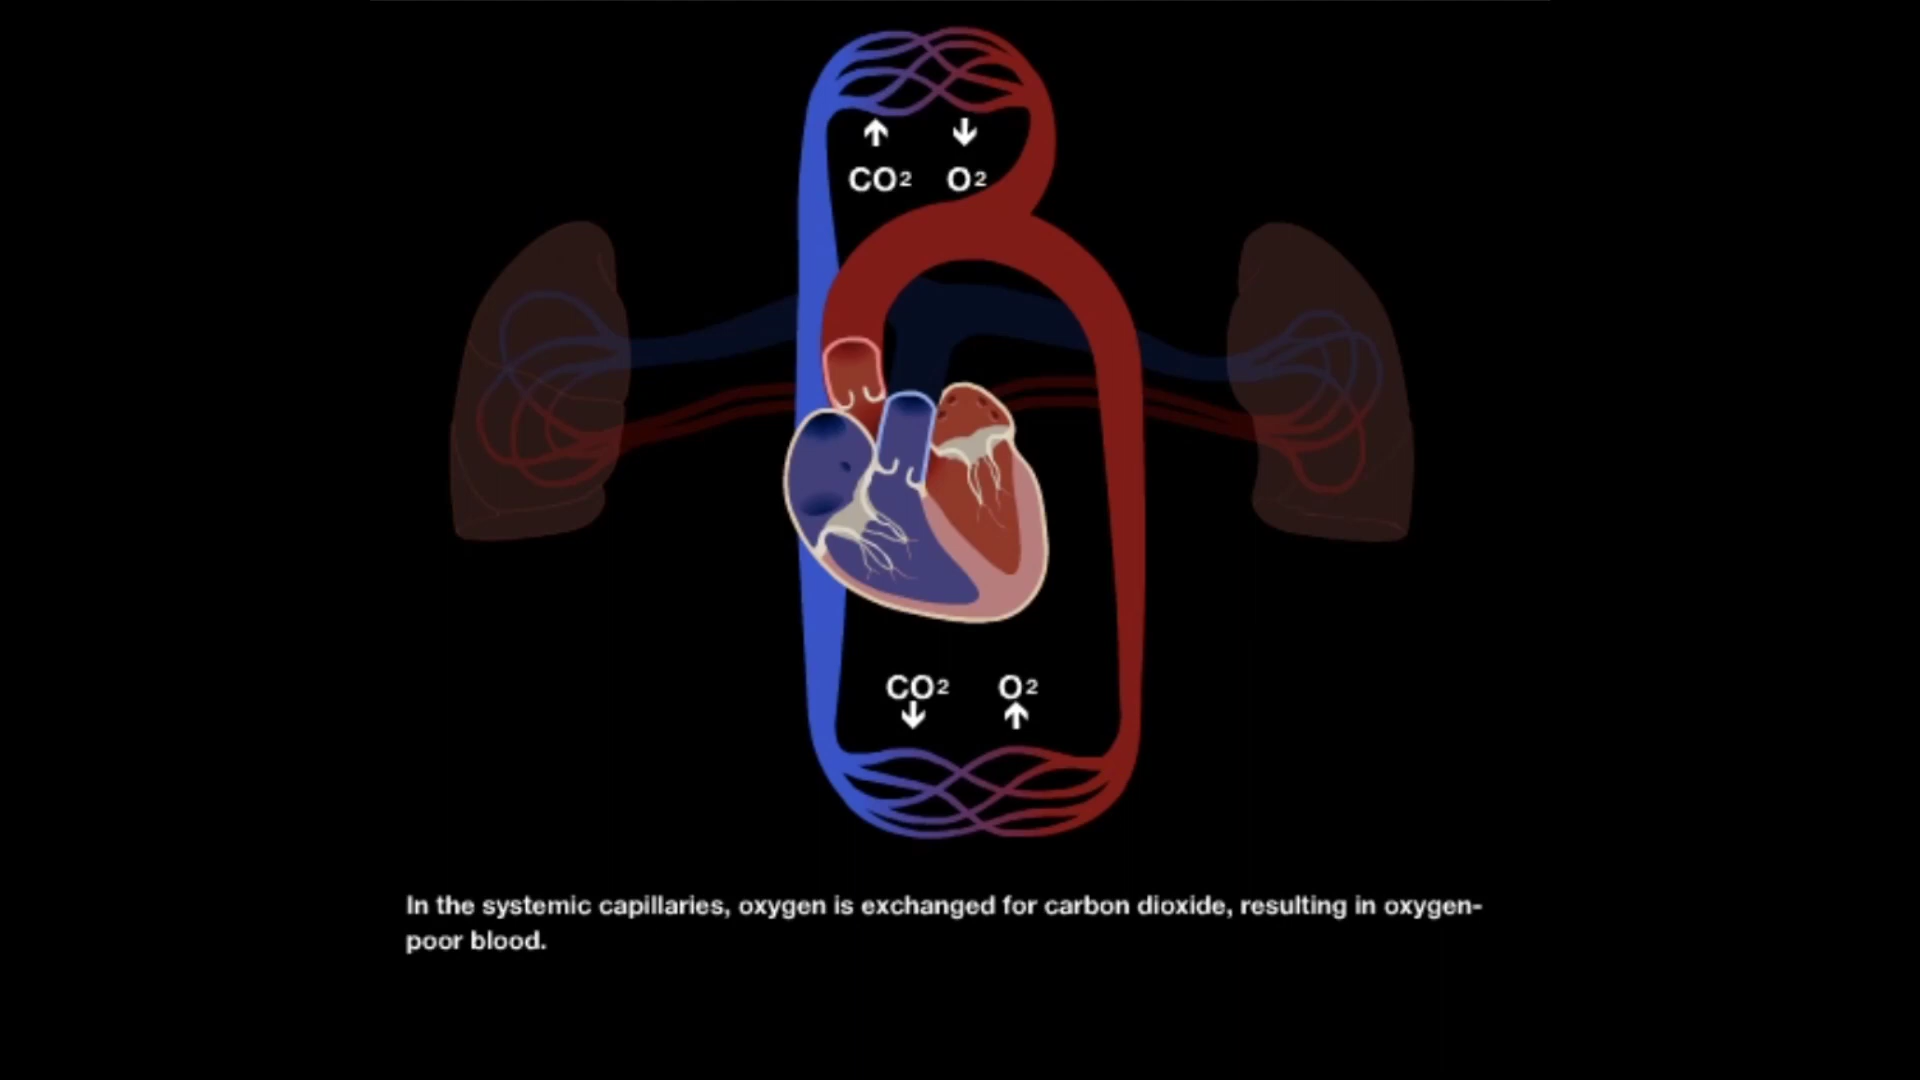 ↑ ↓
CO2 O2
CO2 O2
↓ ↑
In the systemic capillaries, oxygen is exchanged for carbon dioxide, resulting in oxygen-
poor blood.